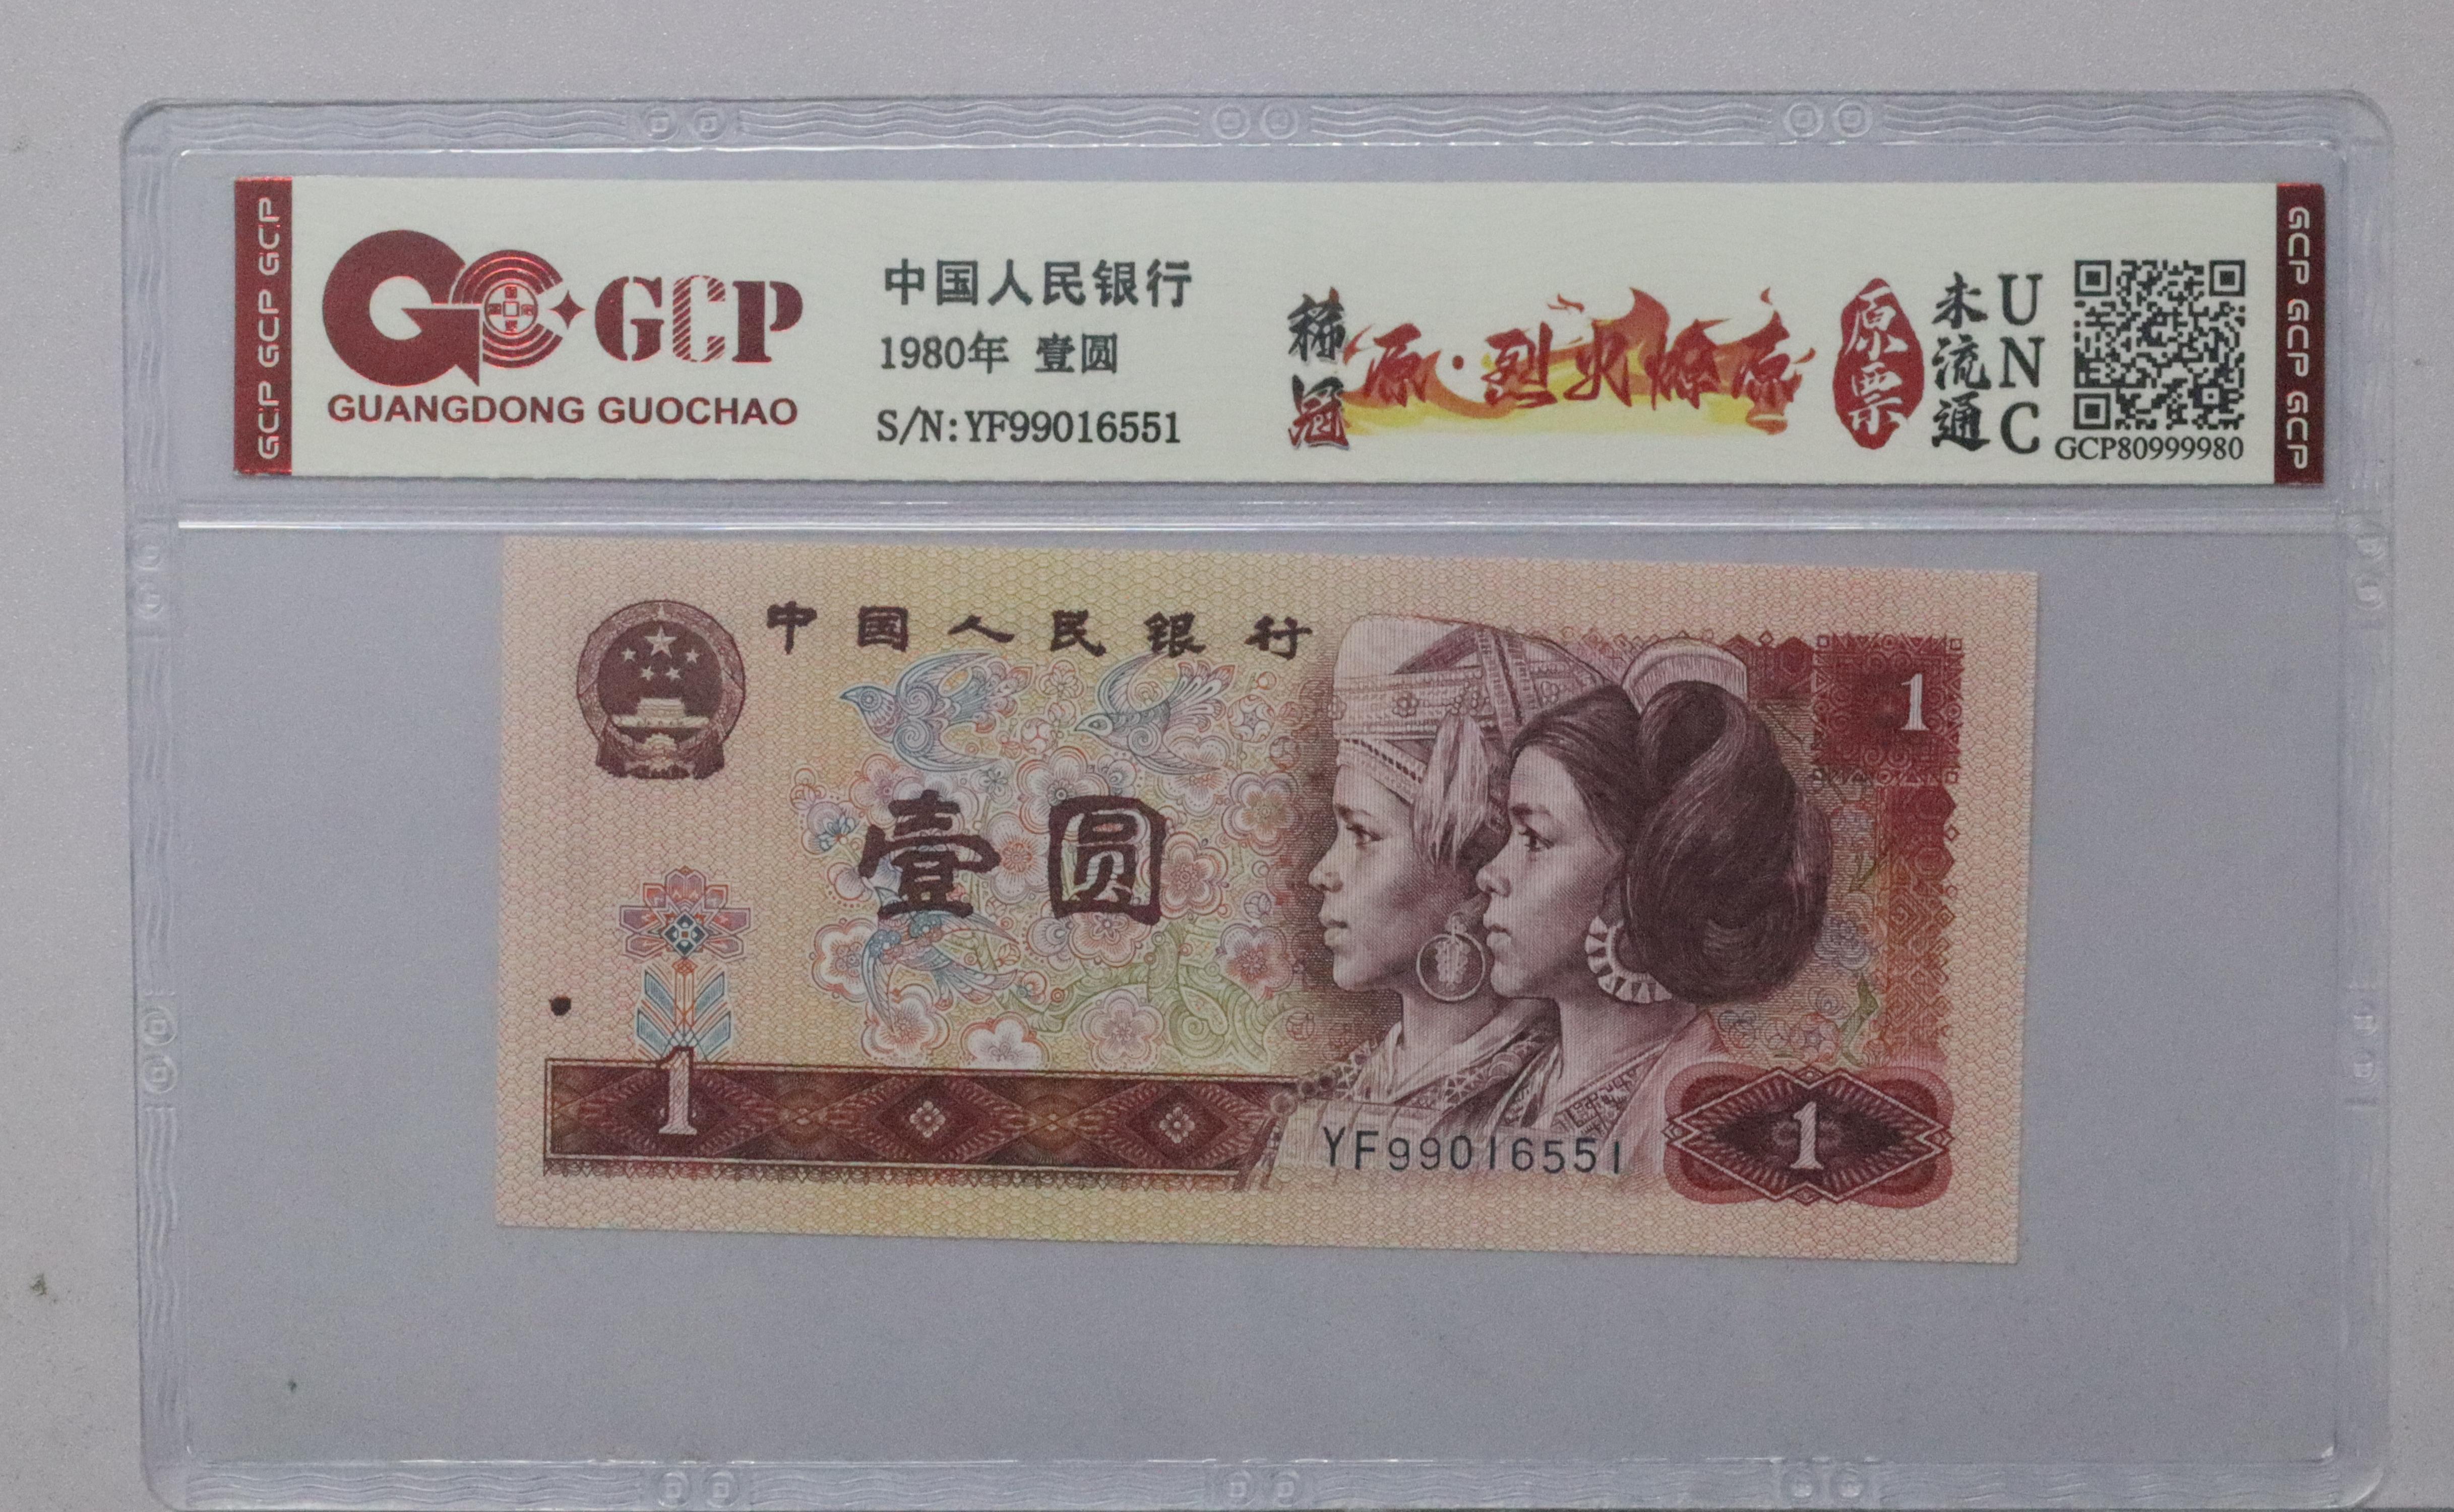 GCP GCP GCP
GCP
GUANGDONG GUOCHAO
中国人民银行
1980年 壹圆
S/N:YF99016551
稀冠
原·烈火燎原
原票
未流通
UNC
GCP80999980
GCP GCP GCP
中国人民银行
1
壹圆
1
YF99016551
1